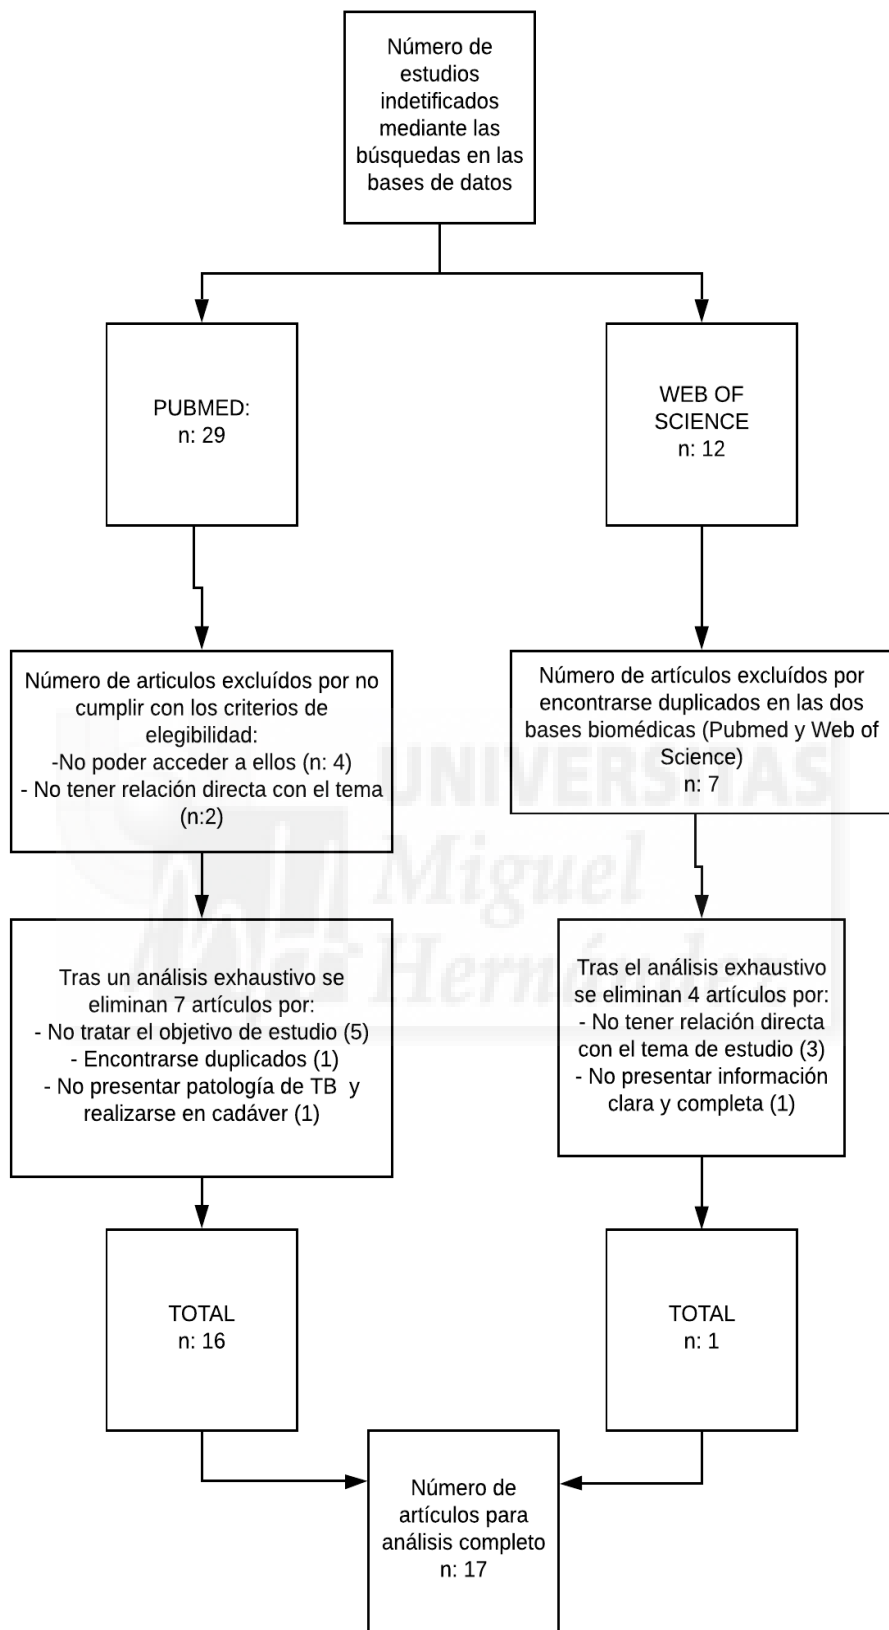 Número de
estudios
indetificados
mediante las
búsquedas en las
bases de datos
PUBMED:
n: 29
WEB OF
SCIENCE
n: 12
Número de articulos excluídos por no
cumplir con los criterios de
elegibilidad:
-No poder acceder a ellos (n: 4)
- No tener relación directa con el tema
(n:2)
Número de artículos excluídos por
encontrarse duplicados en las dos
bases biomédicas (Pubmed y Web of
Science)
n: 7
UNIVERSITAS
Miguel
Hernández
Tras un análisis exhaustivo se
eliminan 7 artículos por:
- No tratar el objetivo de estudio (5)
- Encontrarse duplicados (1)
- No presentar patología de TB y
realizarse en cadáver (1)
Tras el análisis exhaustivo
se eliminan 4 artículos por:
- No tener relación directa
con el tema de estudio (3)
- No presentar información
clara y completa (1)
TOTAL
n: 16
TOTAL
n: 1
Número de
artículos para
análisis completo
n: 17